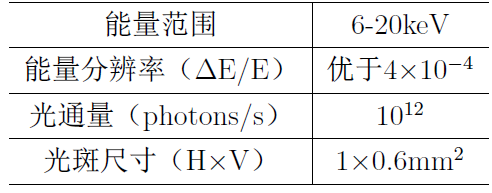 能量范围 6-20keV
能量分辨率（ΔE/E） 优于4×10⁻⁴
光通量（photons/s） 10¹²
光斑尺寸（H×V） 1×0.6mm²